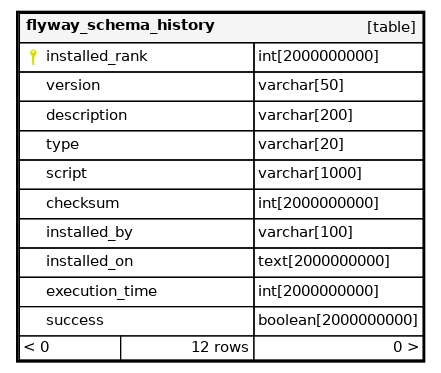 flyway_schema_history [table]
installed_rank int[2000000000]
version varchar[50]
description varchar[200]
type varchar[20]
script varchar[1000]
checksum int[2000000000]
installed_by varchar[100]
installed_on text[2000000000]
execution_time int[2000000000]
success boolean[2000000000]
< 0 12 rows 0 >